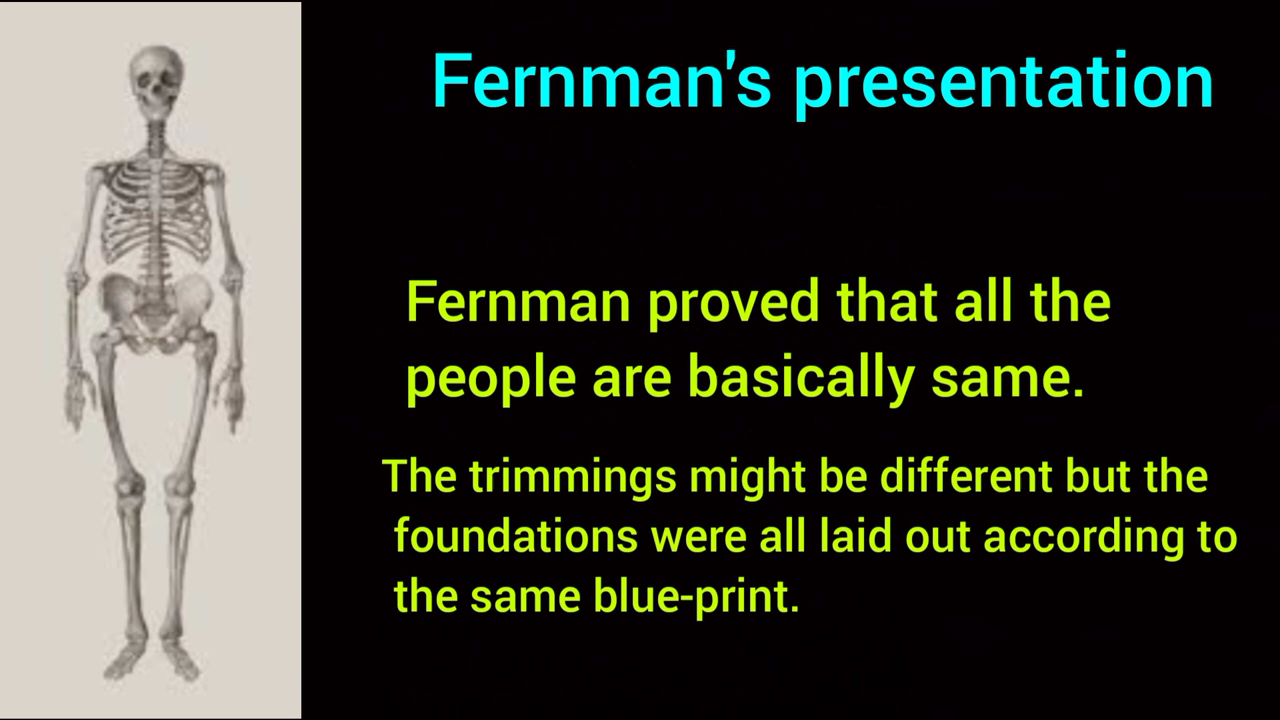 Fernman's presentation
Fernman proved that all the
people are basically same.
The trimmings might be different but the
foundations were all laid out according to
the same blue-print.